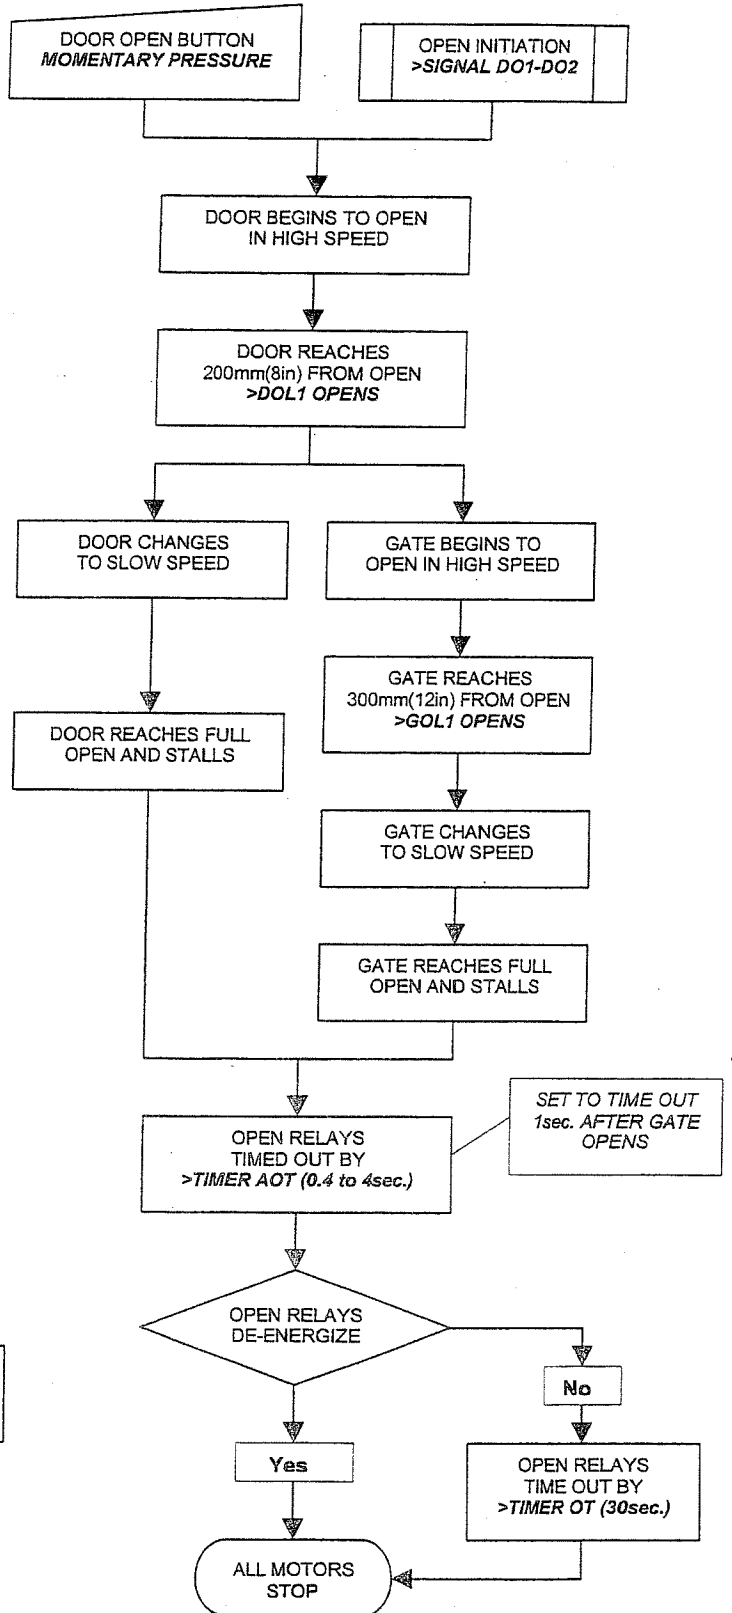 DOOR OPEN BUTTON
MOMENTARY PRESSURE
OPEN INITIATION
>SIGNAL DO1-DO2
DOOR BEGINS TO OPEN
IN HIGH SPEED
DOOR REACHES
200mm(8in) FROM OPEN
>DOL1 OPENS
DOOR CHANGES
TO SLOW SPEED
GATE BEGINS TO
OPEN IN HIGH SPEED
GATE REACHES
300mm(12in) FROM OPEN
>GOL1 OPENS
DOOR REACHES FULL
OPEN AND STALLS
GATE CHANGES
TO SLOW SPEED
GATE REACHES FULL
OPEN AND STALLS
SET TO TIME OUT
1sec. AFTER GATE
OPENS
OPEN RELAYS
TIMED OUT BY
>TIMER AOT (0.4 to 4sec.)
OPEN RELAYS
DE-ENERGIZE
No
Yes
OPEN RELAYS
TIME OUT BY
>TIMER OT (30sec.)
ALL MOTORS
STOP